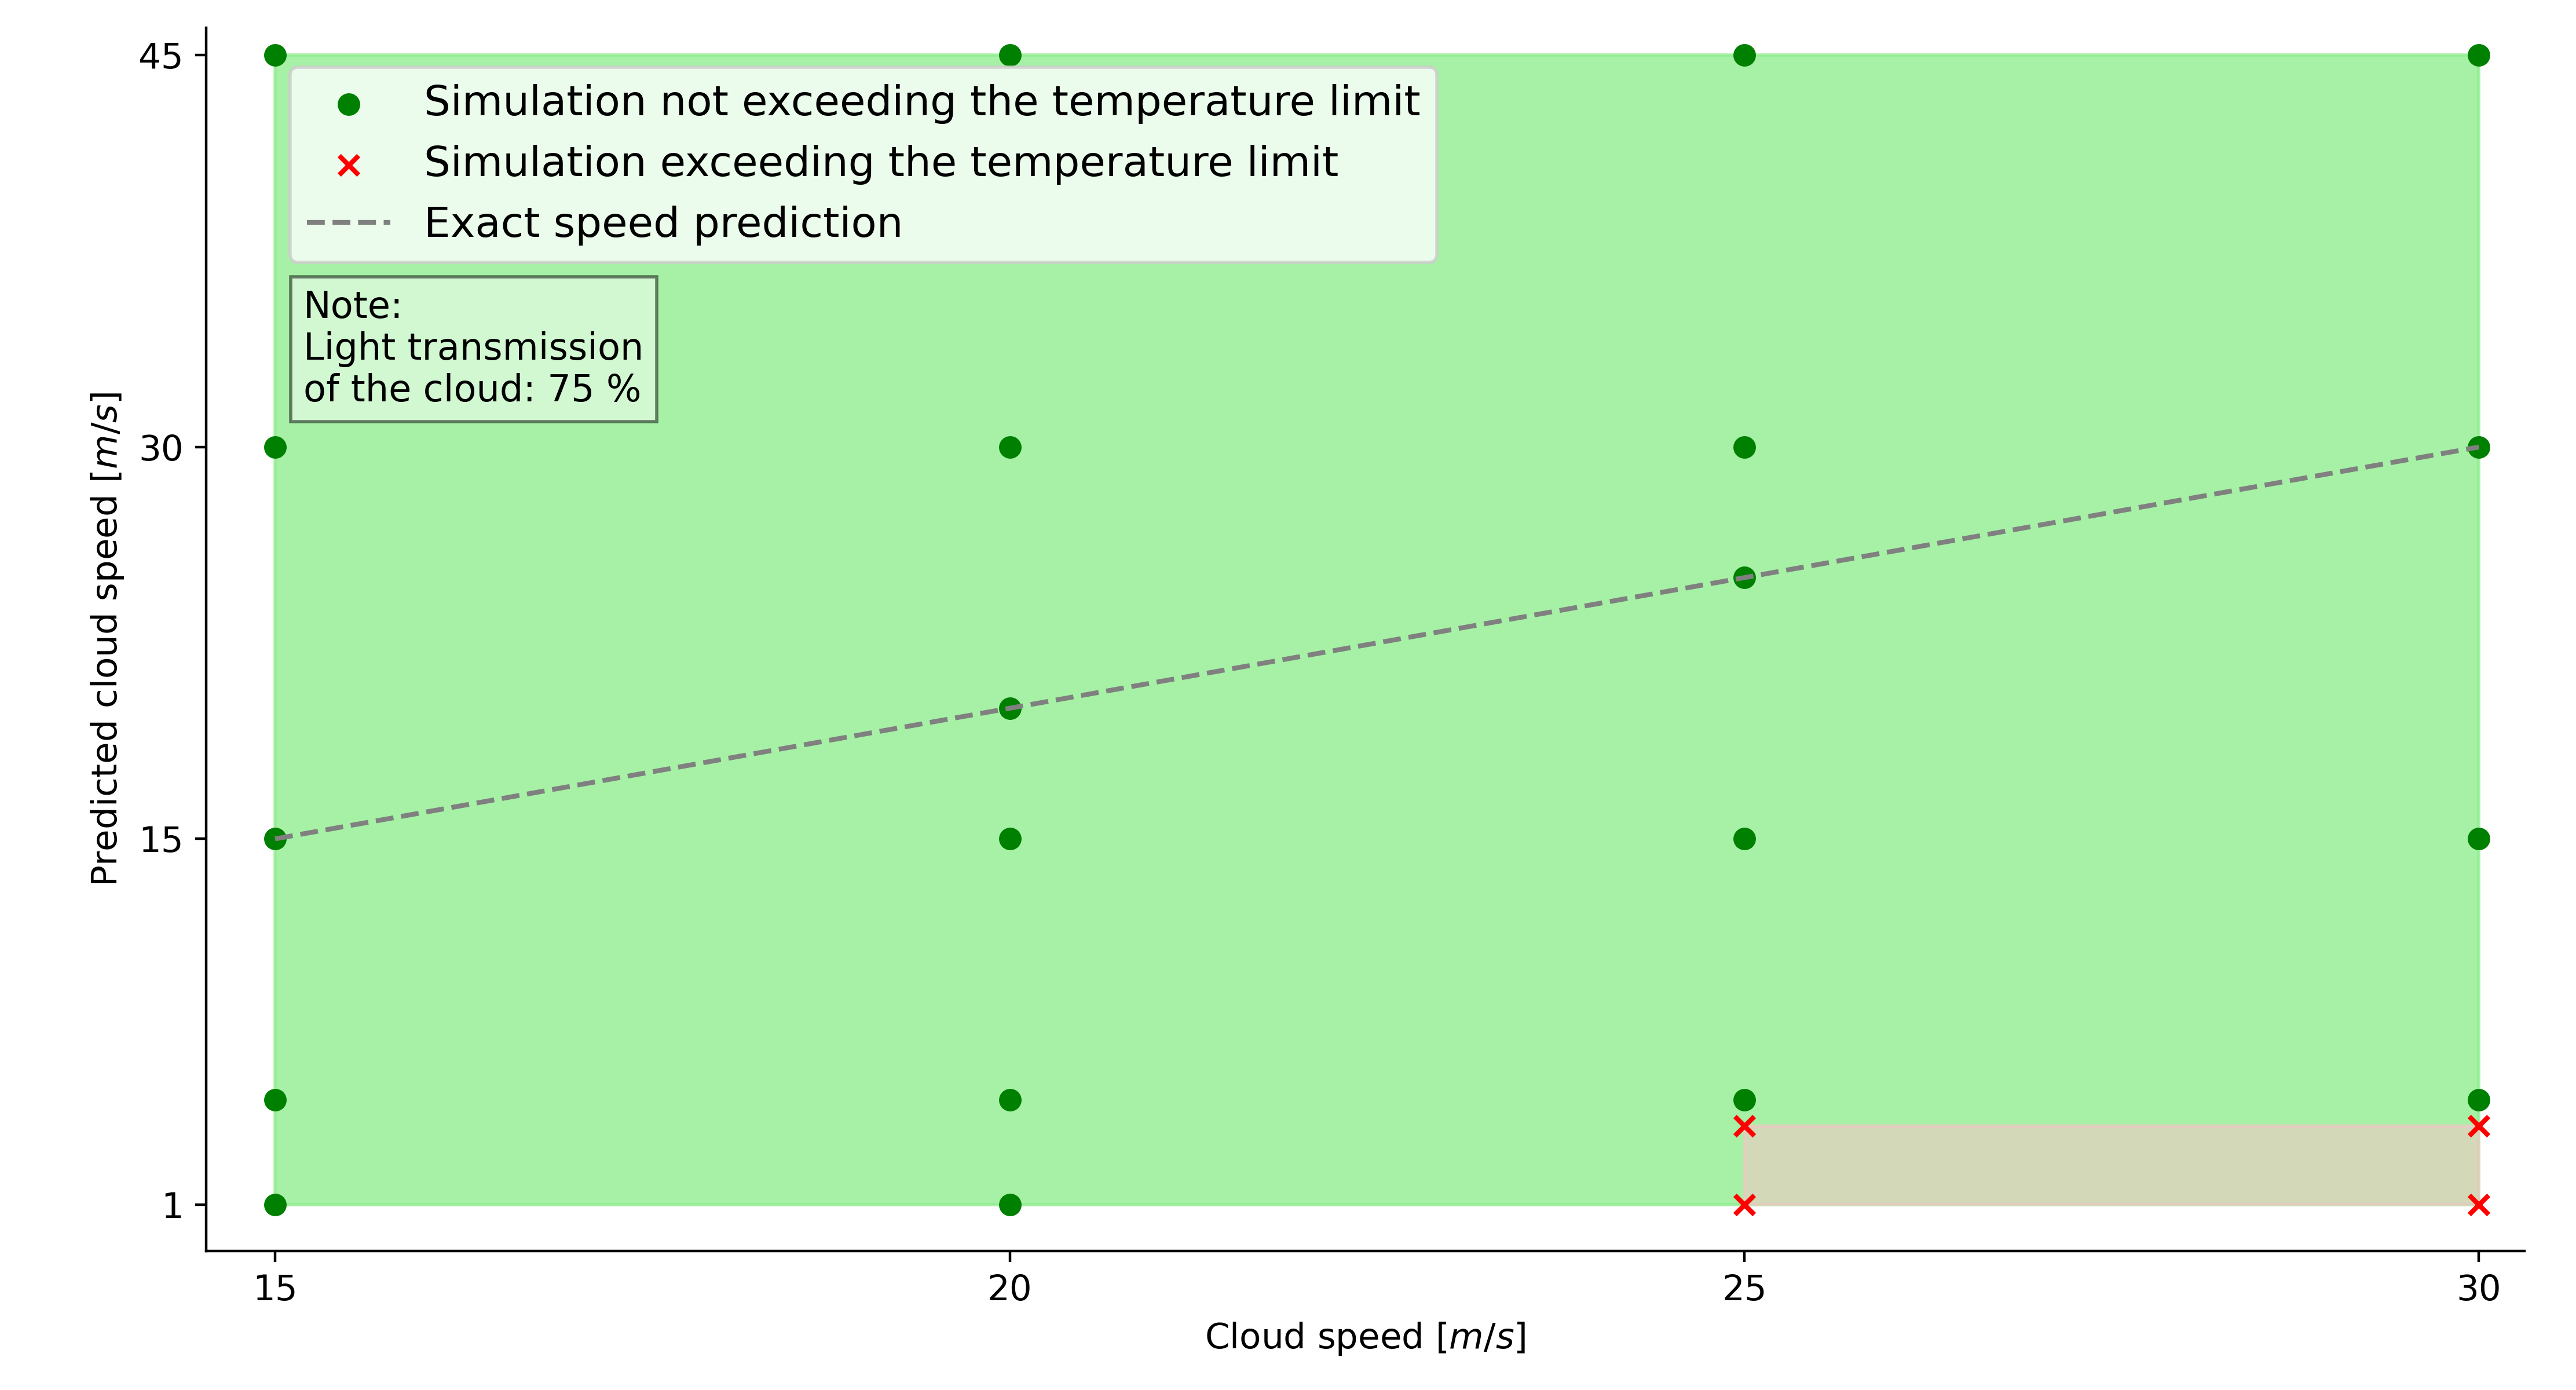 45
Simulation not exceeding the temperature limit
Simulation exceeding the temperature limit
Exact speed prediction
Note:
Light transmission
of the cloud: 75 %
30
15
1
Predicted cloud speed [m/s]
15 20 25 30
Cloud speed [m/s]